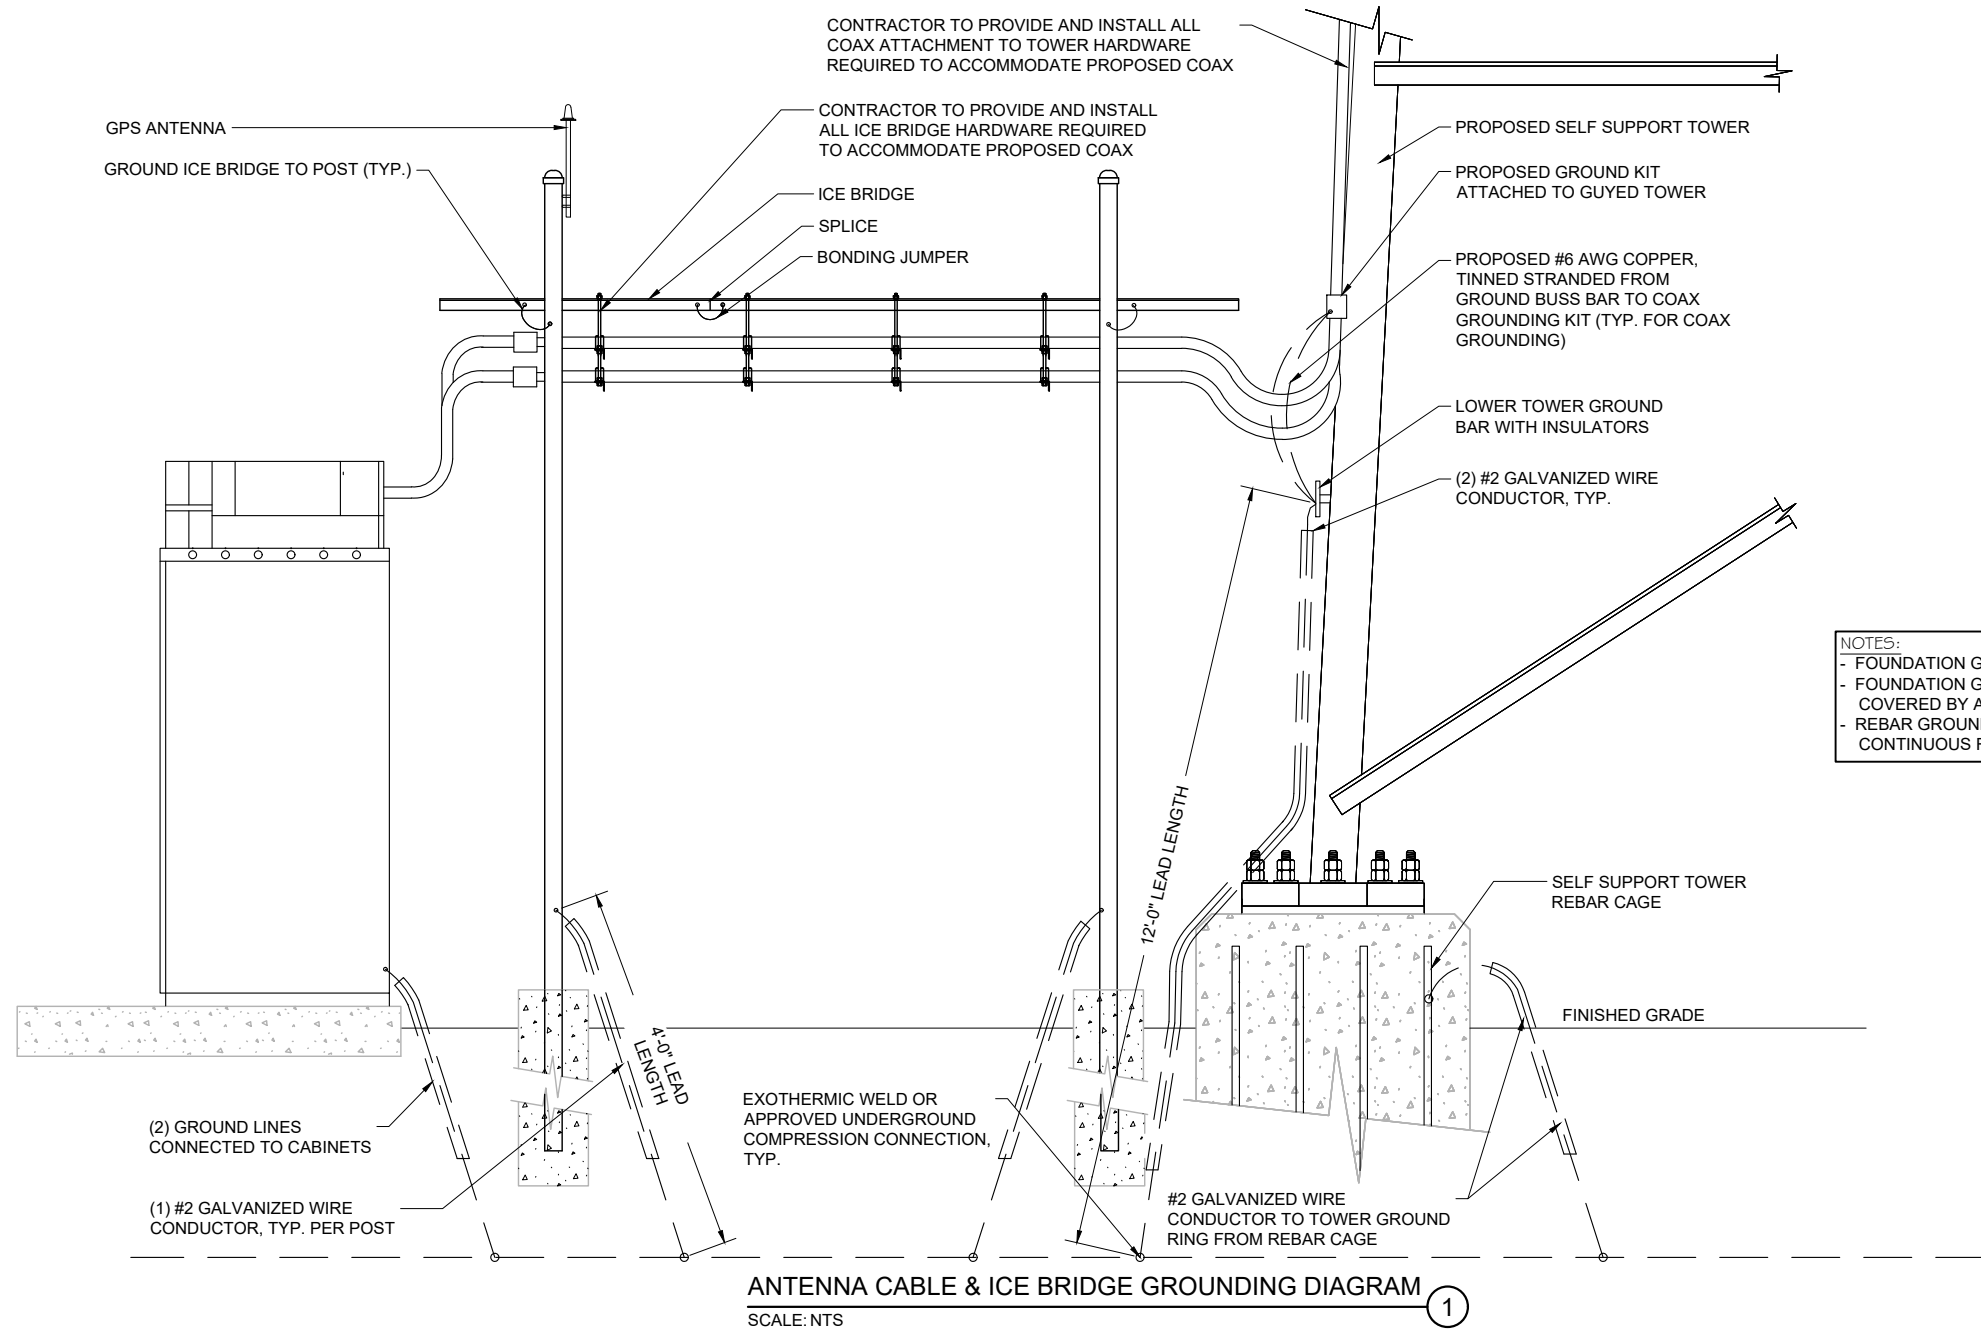 CONTRACTOR TO PROVIDE AND INSTALL ALL
COAX ATTACHMENT TO TOWER HARDWARE
REQUIRED TO ACCOMMODATE PROPOSED COAX
GPS ANTENNA
GROUND ICE BRIDGE TO POST (TYP.)
CONTRACTOR TO PROVIDE AND INSTALL
ALL ICE BRIDGE HARDWARE REQUIRED
TO ACCOMMODATE PROPOSED COAX
ICE BRIDGE
SPLICE
BONDING JUMPER
PROPOSED SELF SUPPORT TOWER
PROPOSED GROUND KIT
ATTACHED TO GUYED TOWER
PROPOSED #6 AWG COPPER,
TINNED STRANDED FROM
GROUND BUSS BAR TO COAX
GROUNDING KIT (TYP. FOR COAX
GROUNDING)
LOWER TOWER GROUND
BAR WITH INSULATORS
(2) #2 GALVANIZED WIRE
CONDUCTOR, TYP.
NOTES:
- FOUNDATION G
- FOUNDATION G
COVERED BY A
- REBAR GROUN
CONTINUOUS
12'-0" LEAD LENGTH
SELF SUPPORT TOWER
REBAR CAGE
FINISHED GRADE
4'-0" LEAD
LENGTH
(2) GROUND LINES
CONNECTED TO CABINETS
(1) #2 GALVANIZED WIRE
CONDUCTOR, TYP. PER POST
EXOTHERMIC WELD OR
APPROVED UNDERGROUND
COMPRESSION CONNECTION,
TYP.
#2 GALVANIZED WIRE
CONDUCTOR TO TOWER GROUND
RING FROM REBAR CAGE
ANTENNA CABLE & ICE BRIDGE GROUNDING DIAGRAM
1
SCALE: NTS